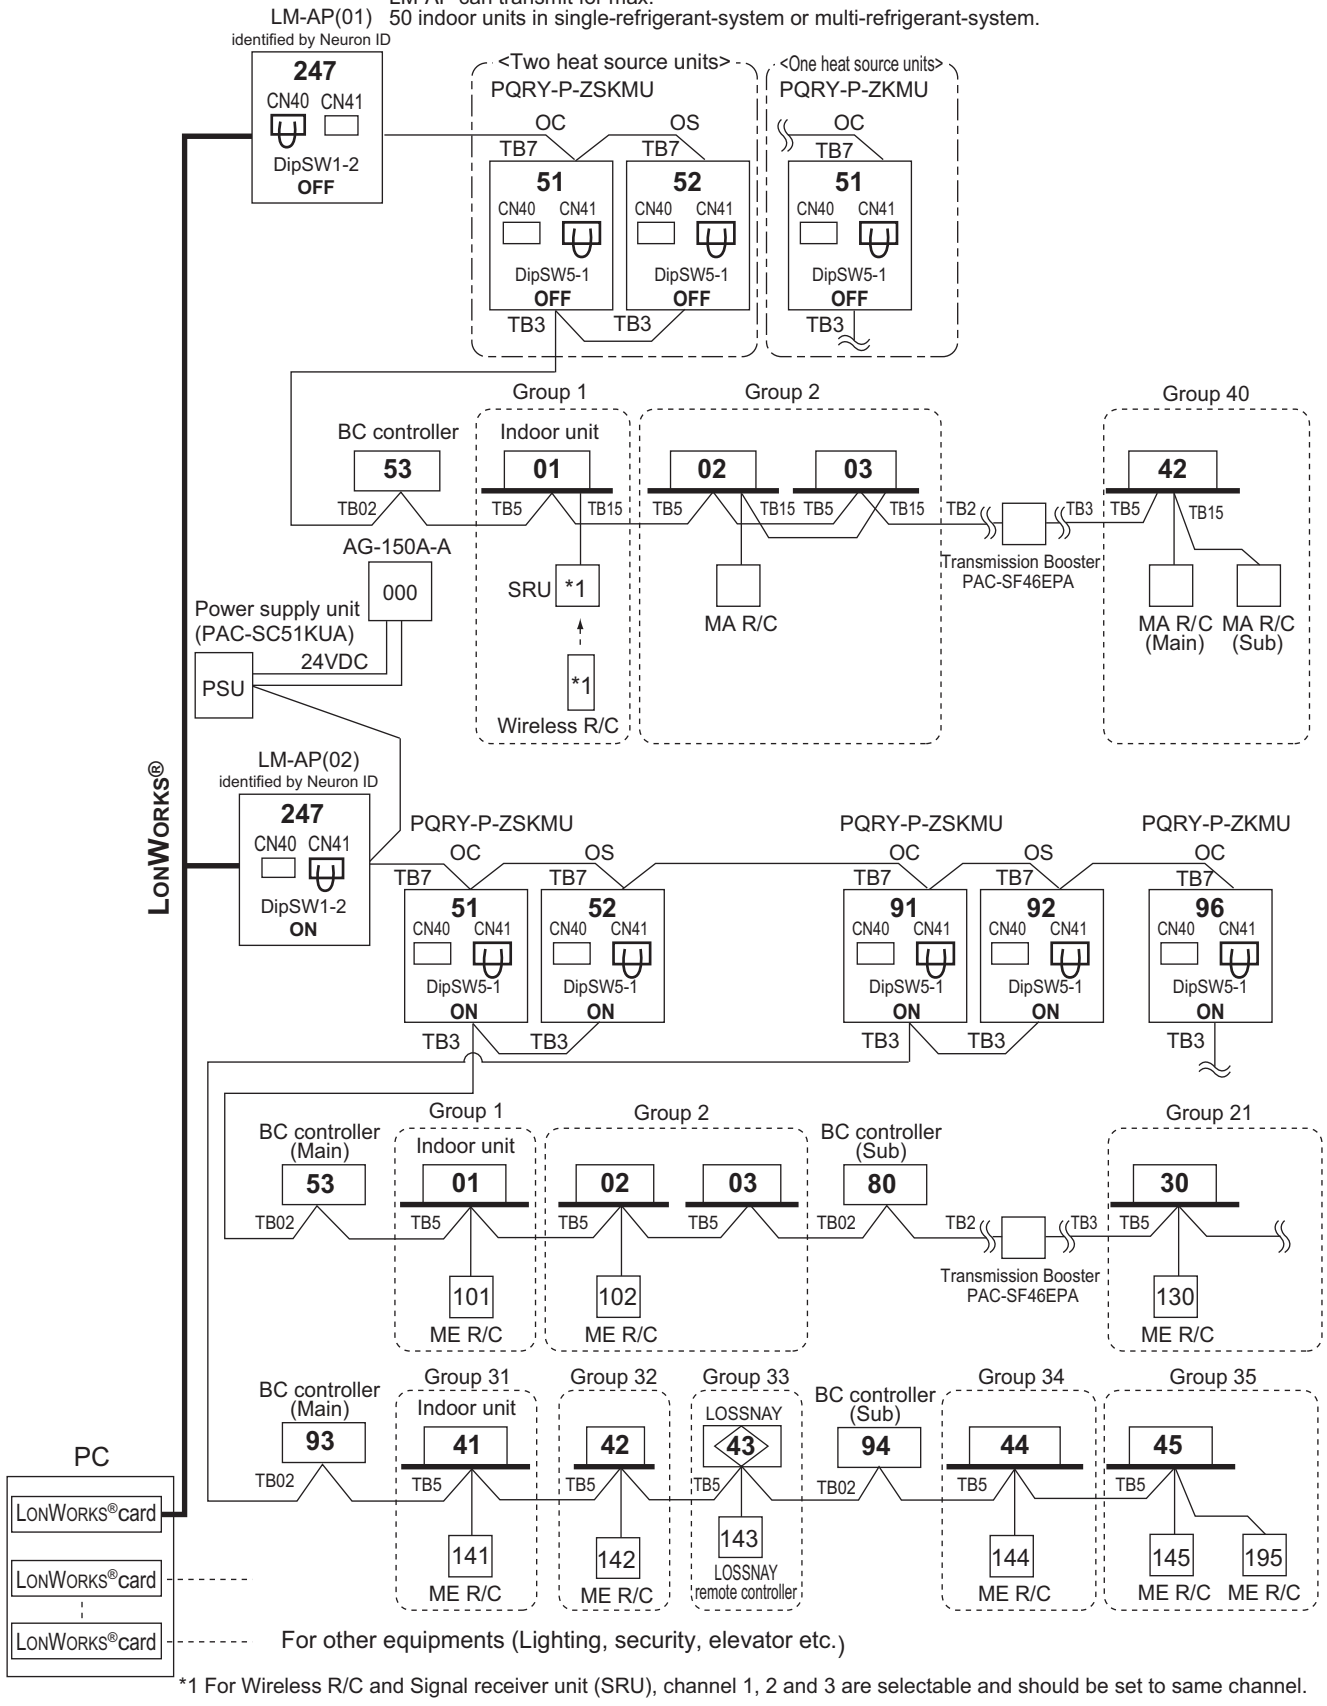 LM-AP can transmit for max.
LM-AP(01) 50 indoor units in single-refrigerant-system or multi-refrigerant-system.
identified by Neuron ID
247
CN40 CN41
DipSW1-2
OFF
<Two heat source units>
PQRY-P-ZSKMU
OC OS
TB7 TB7
51 52
CN40 CN41 CN40 CN41
DipSW5-1 DipSW5-1
OFF OFF
TB3 TB3
<One heat source units>
PQRY-P-ZKMU
OC
TB7
51
CN40 CN41
DipSW5-1
OFF
TB3
Group 1 Group 2 Group 40
BC controller Indoor unit
53 01 02 03 42
TB02 TB5 TB15 TB5 TB15 TB5 TB15 TB2 TB3 TB5 TB15
Transmission Booster
PAC-SF46EPA
AG-150A-A
000
SRU *1
MA R/C
MA R/C MA R/C
(Main) (Sub)
*1
Wireless R/C
Power supply unit
(PAC-SC51KUA)
24VDC
PSU
LONWORKS®
LM-AP(02)
identified by Neuron ID
247
CN40 CN41
DipSW1-2
ON
PQRY-P-ZSKMU PQRY-P-ZSKMU PQRY-P-ZKMU
OC OS OC OS OC
TB7 TB7 TB7 TB7 TB7
51 52 91 92 96
CN40 CN41 CN40 CN41 CN40 CN41 CN40 CN41 CN40 CN41
DipSW5-1 DipSW5-1 DipSW5-1 DipSW5-1 DipSW5-1
ON ON ON ON ON
TB3 TB3 TB3 TB3 TB3
Group 1 Group 2 Group 21
BC controller
(Main)
Indoor unit
BC controller
(Sub)
53 01 02 03 80 30
TB02 TB5 TB5 TB5 TB02 TB2 TB3 TB5
Transmission Booster
PAC-SF46EPA
101 102 130
ME R/C ME R/C ME R/C
Group 31 Group 32 Group 33 Group 34 Group 35
BC controller
(Main)
Indoor unit
LOSSNAY
BC controller
(Sub)
93 41 42 43 94 44 45
TB02 TB5 TB5 TB5 TB02 TB5 TB5
141 142 143 144 145 195
ME R/C ME R/C
LOSSNAY
remote controller
ME R/C ME R/C ME R/C
PC
LONWORKS®card
LONWORKS®card
LONWORKS®card
For other equipments (Lighting, security, elevator etc.)
*1 For Wireless R/C and Signal receiver unit (SRU), channel 1, 2 and 3 are selectable and should be set to same channel.